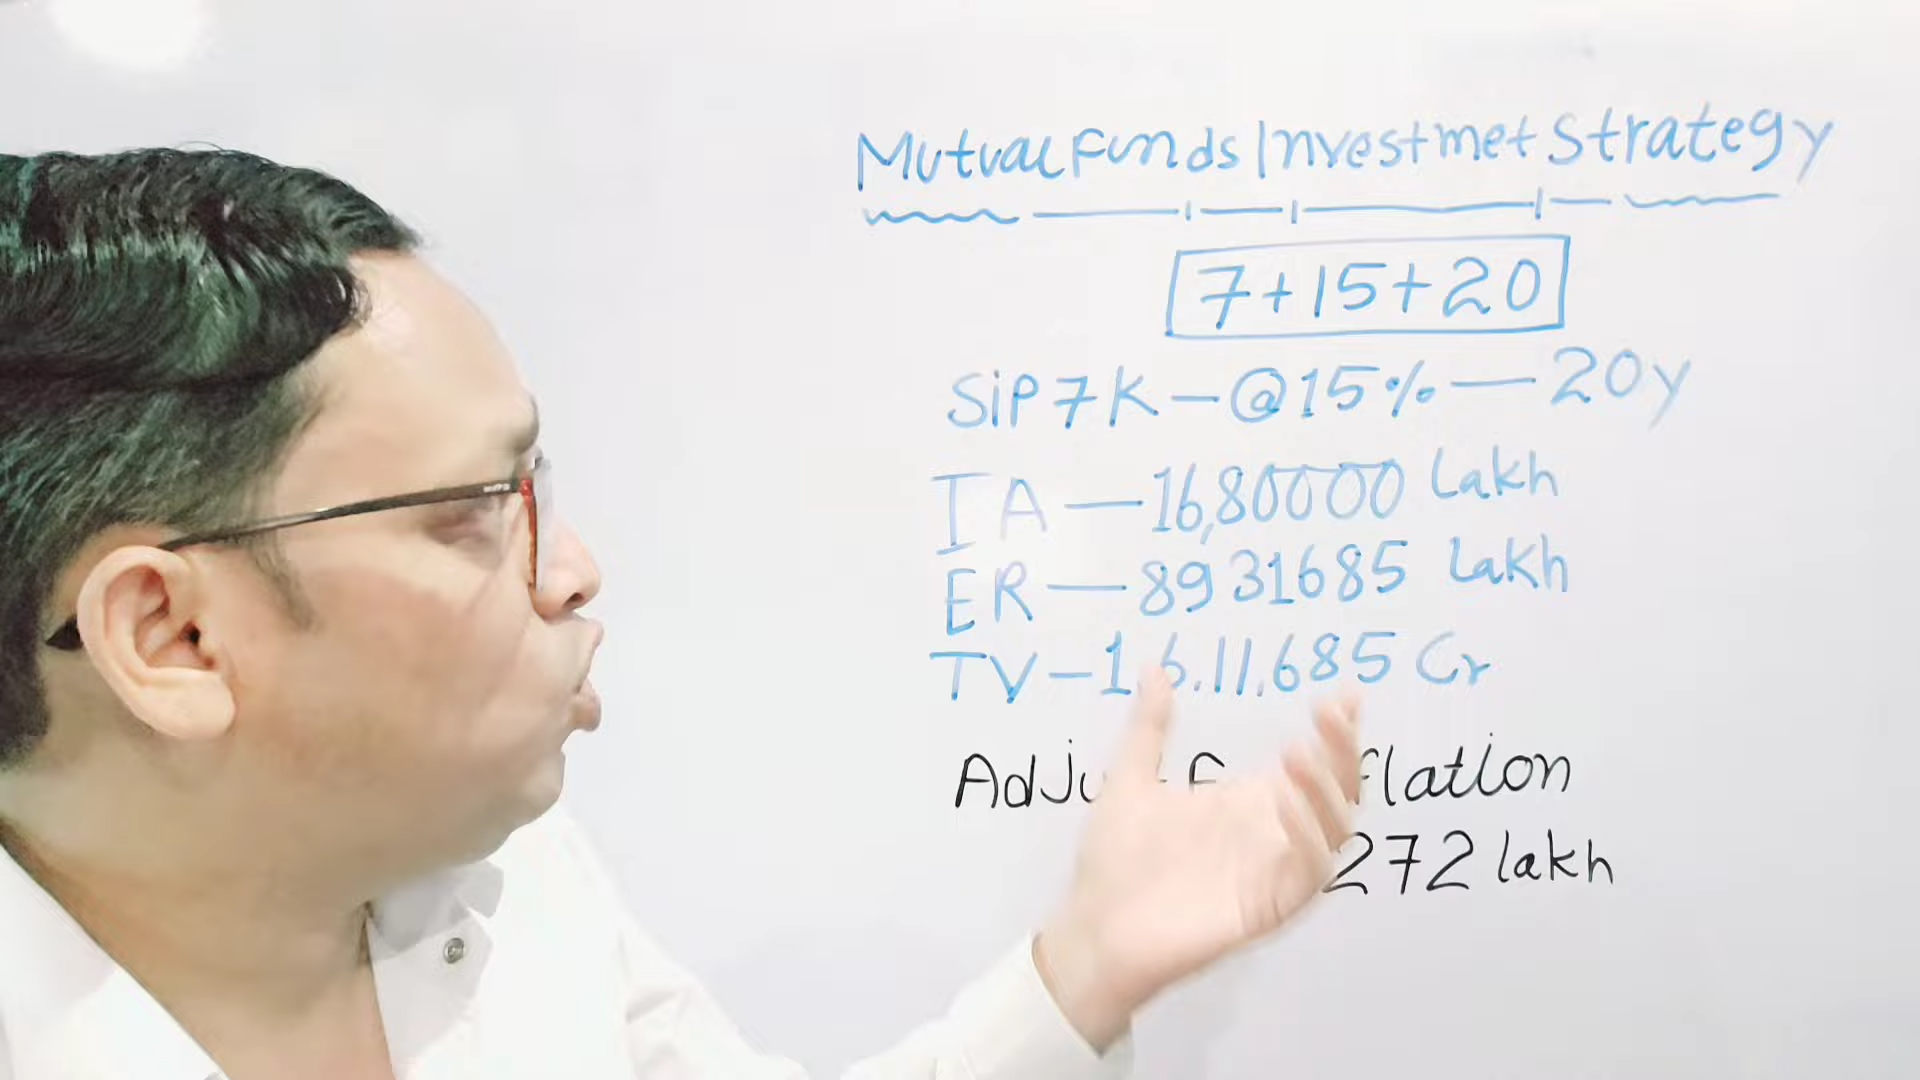 Mutual Funds Investmet Strategy
7+15+20
SIP 7K — @15% — 20y
IA — 16,80000 Lakh
ER — 8931685 Lakh
TV - 1.6.11.685 Cr
flation
272 lakh